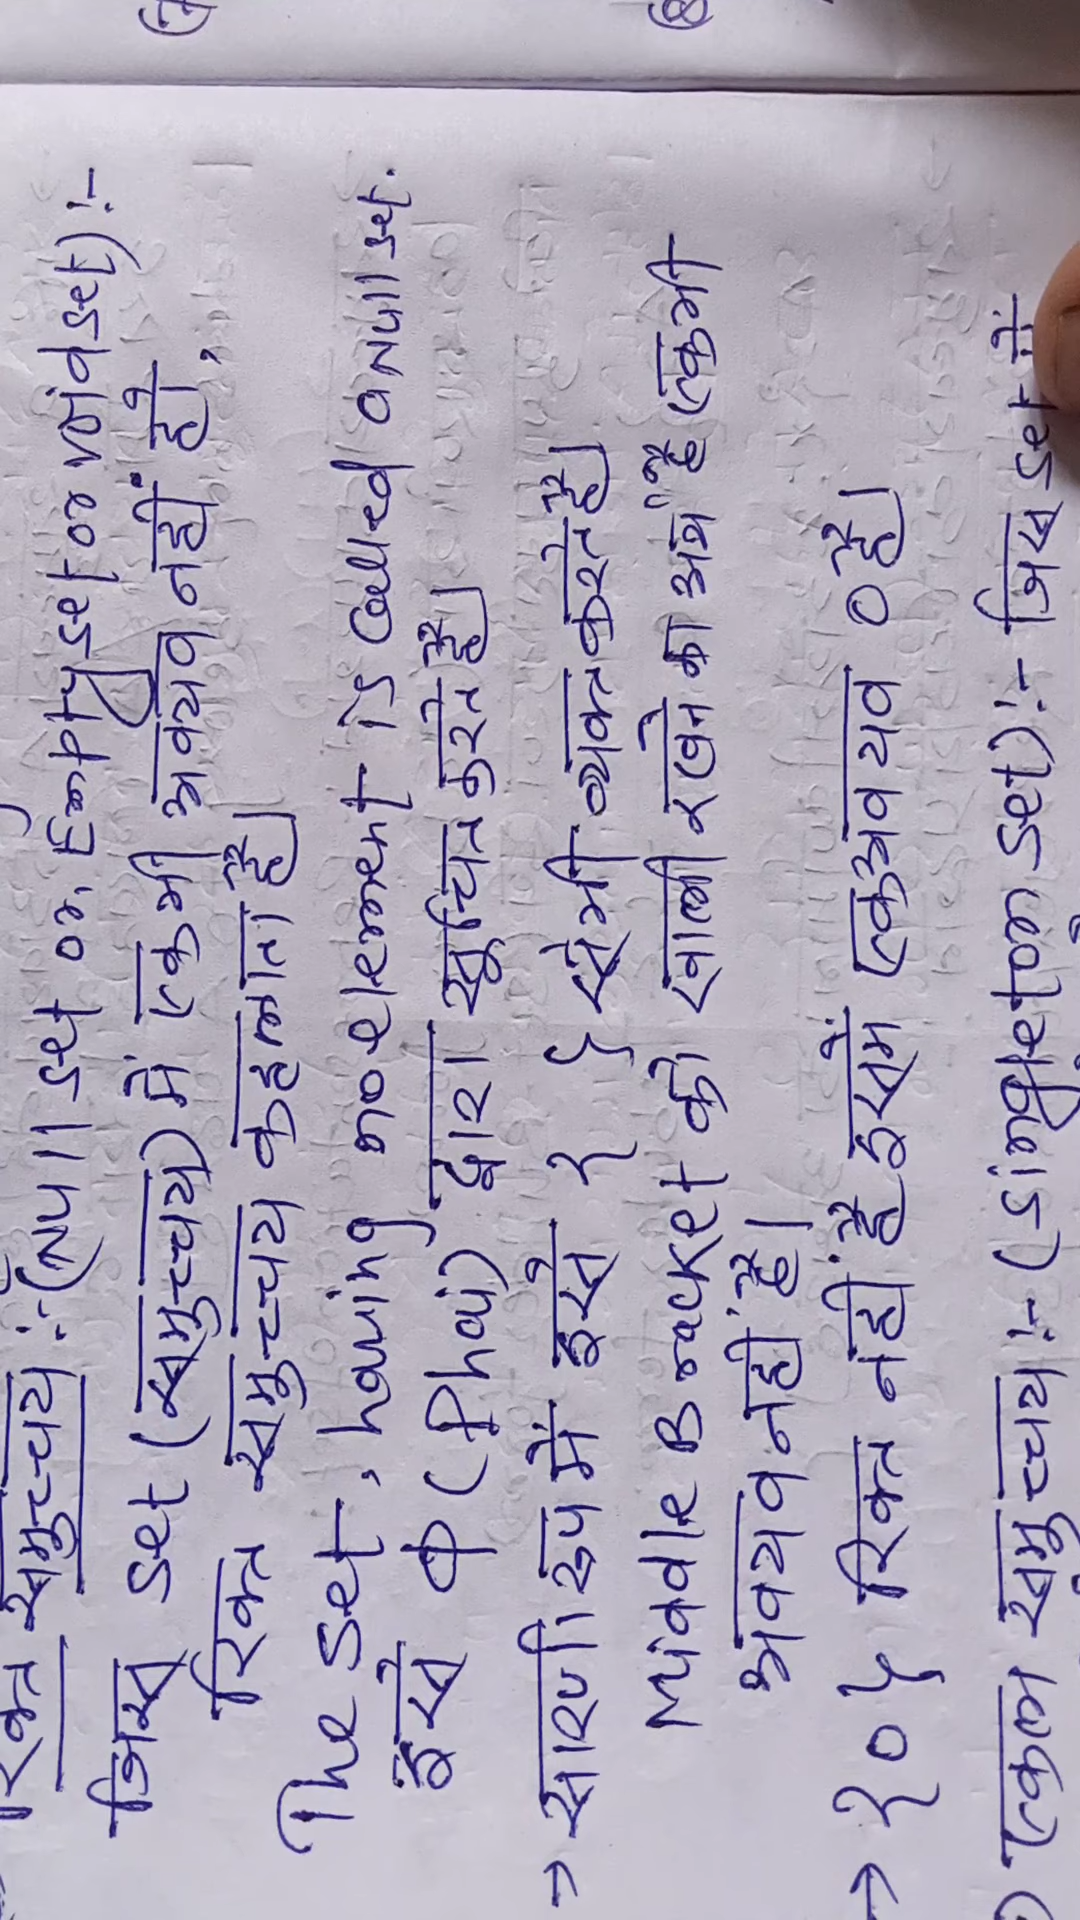 रिक्त समुच्चय :- (Null set or, Empty set or void set) :-
जिस set (समुच्चय) में एक भी अवयव नहीं हो,
रिक्त समुच्चय कहलाता है।
The set, having no element is called a Null set.
इसे ϕ (Phai) द्वारा सुचित करते है।
→ सारणी रूप में इसे { } से भी व्यक्त करते है।
Middle Bracket को खाली रखने का अर्थ है एक भी
अवयव नहीं है।
→ {0} रिक्त नहीं है इसमें एक अवयव 0 है।
) एकल समुच्चय :- (singleton set) :- जिस set में